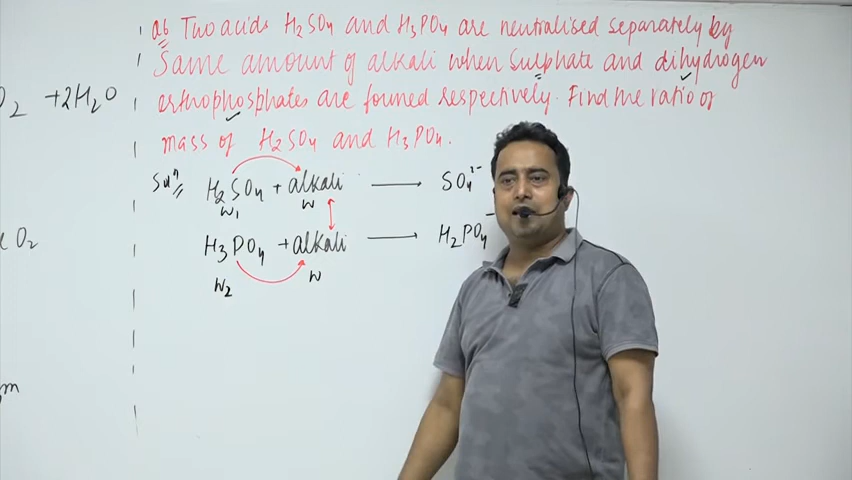 Q6 Two acids H₂SO₄ and H₃PO₄ are neutralised separately by
Same amount of alkali when Sulphate and dihydrogen
orthophosphates are formed respectively. Find the ratio of
mass of H₂SO₄ and H₃PO₄.
O₂ +2H₂O
Solⁿ H₂SO₄ + alkali → SO₄²⁻
W₁ W
O₂
H₃PO₄ + alkali → H₂PO₄⁻
W₂ W
m